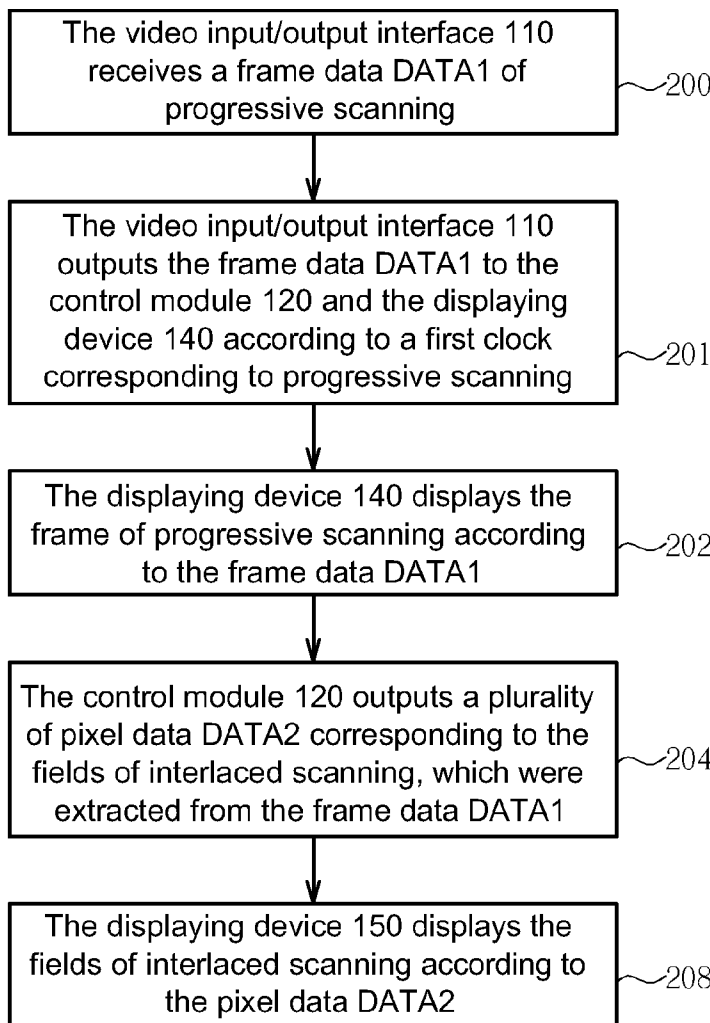 The video input/output interface 110
receives a frame data DATA1 of
progressive scanning
200
The video input/output interface 110
outputs the frame data DATA1 to the
control module 120 and the displaying
device 140 according to a first clock
corresponding to progressive scanning
201
The displaying device 140 displays the
frame of progressive scanning according
to the frame data DATA1
202
The control module 120 outputs a plurality
of pixel data DATA2 corresponding to the
fields of interlaced scanning, which were
extracted from the frame data DATA1
204
The displaying device 150 displays the
fields of interlaced scanning according to
the pixel data DATA2
208